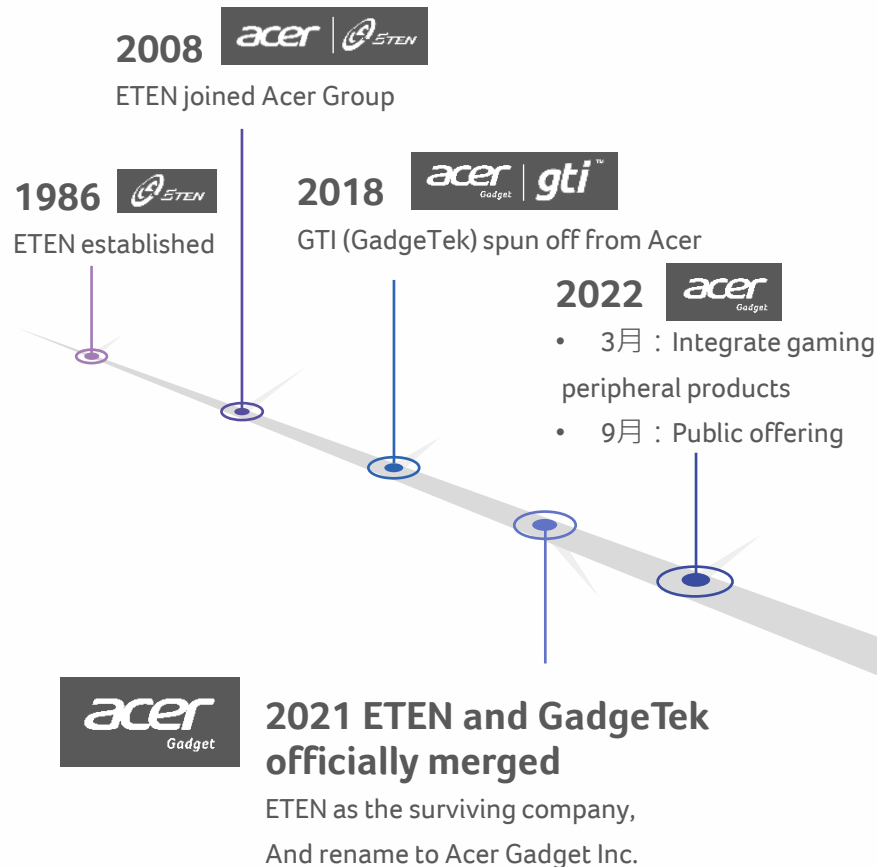 2008 acer | ETEN
ETEN joined Acer Group
1986 ETEN
ETEN established
2018 acer Gadget | gti™
GTI (GadgeTek) spun off from Acer
2022 acer Gadget
• 3月：Integrate gaming
peripheral products
• 9月：Public offering
acer
Gadget
2021 ETEN and GadgeTek
officially merged
ETEN as the surviving company,
And rename to Acer Gadget Inc.